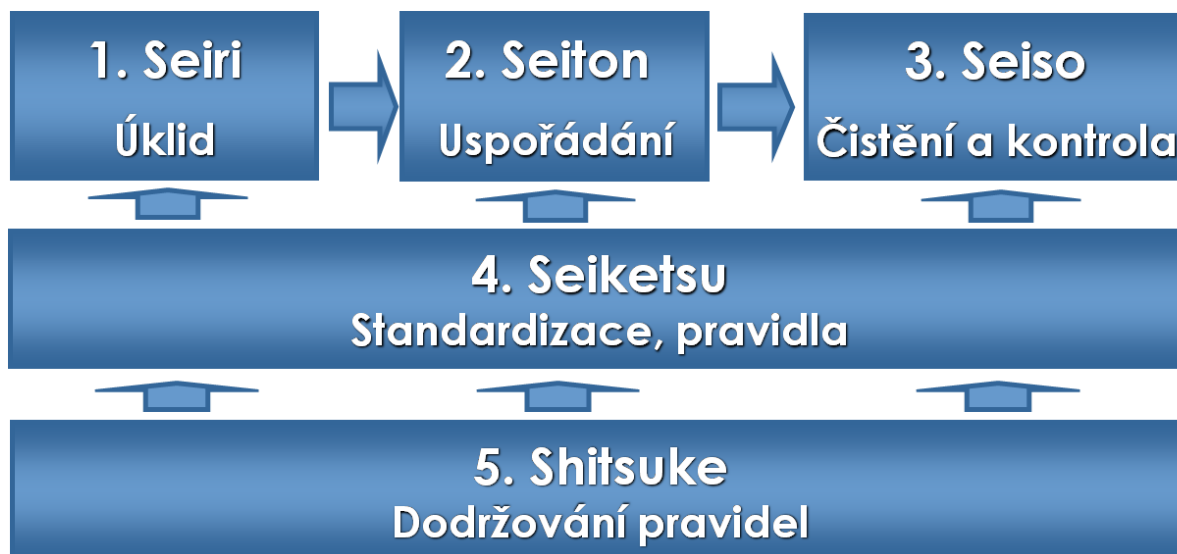 1. Seiri
Úklid
2. Seiton
Uspořádání
3. Seiso
Čistění a kontrola
4. Seiketsu
Standardizace, pravidla
5. Shitsuke
Dodržování pravidel